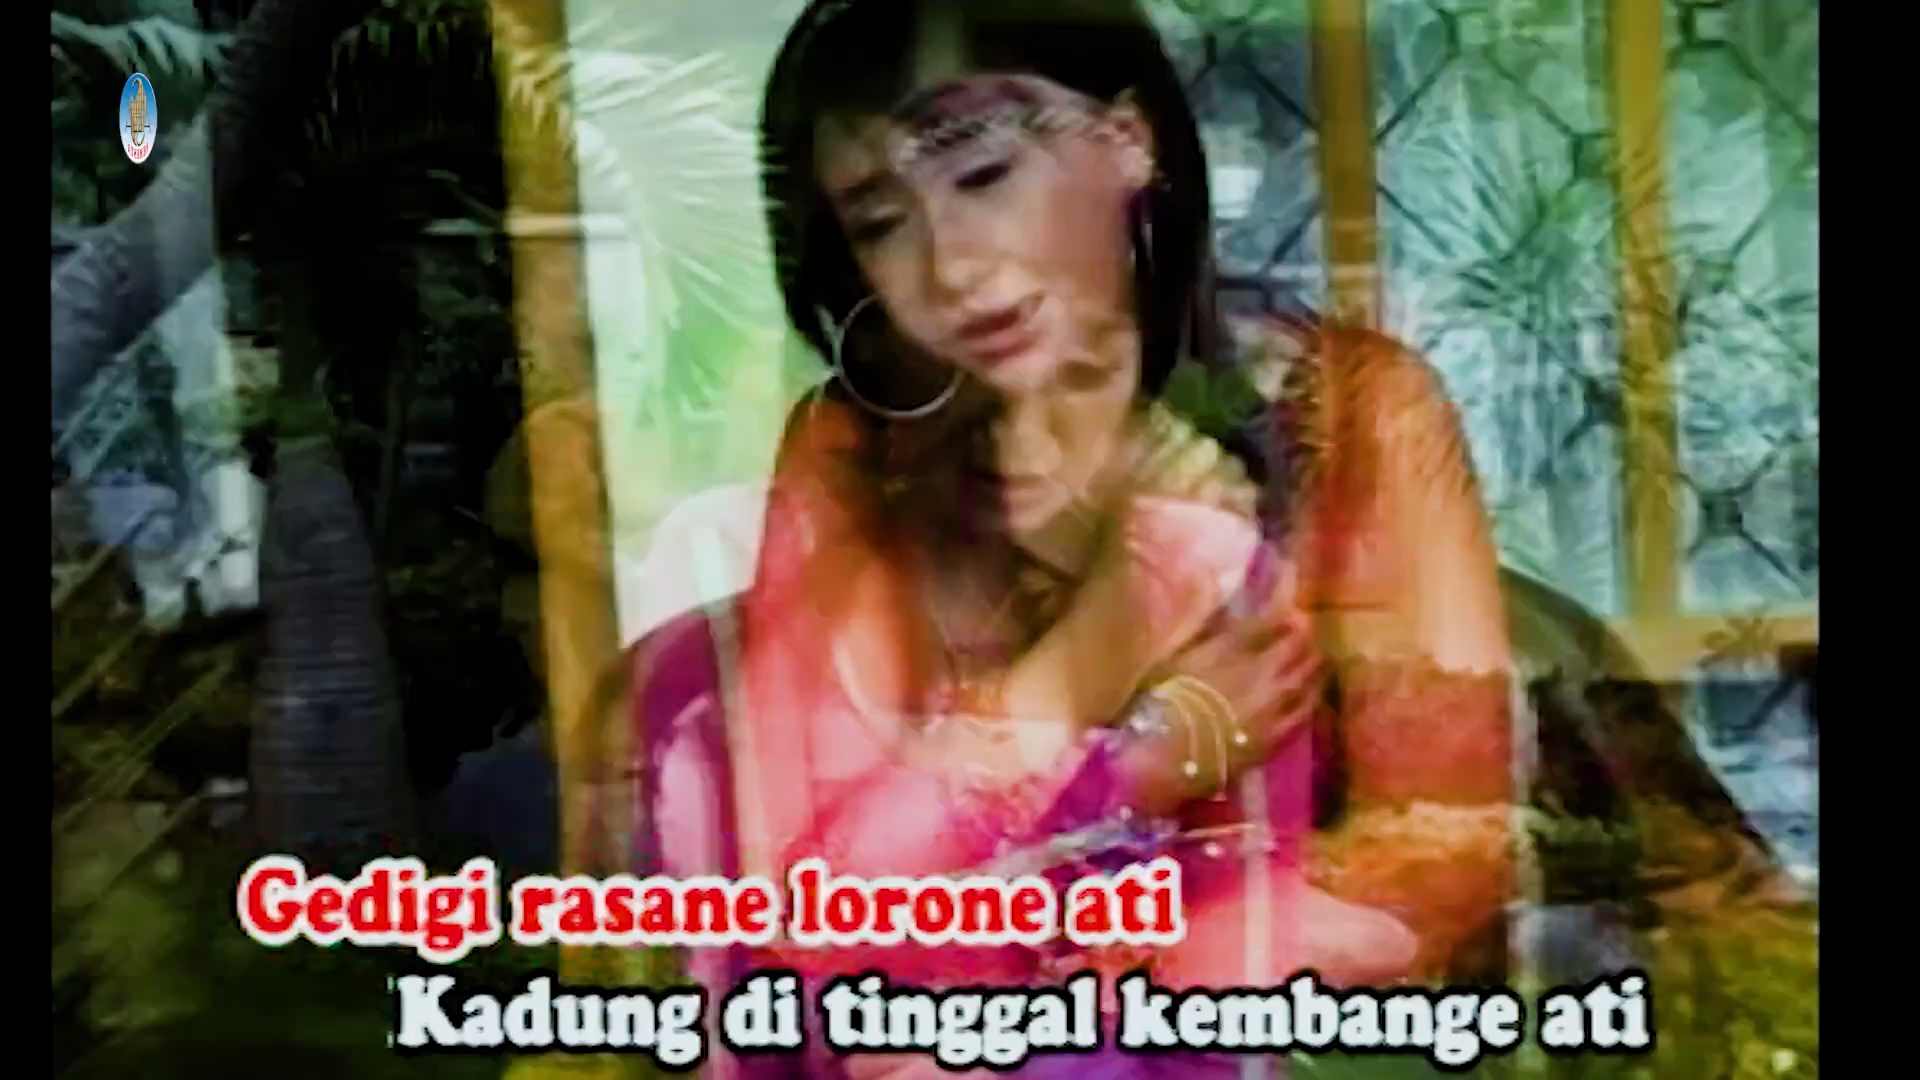 Gedigi rasane lorone ati
Kadung di tinggal kembange ati